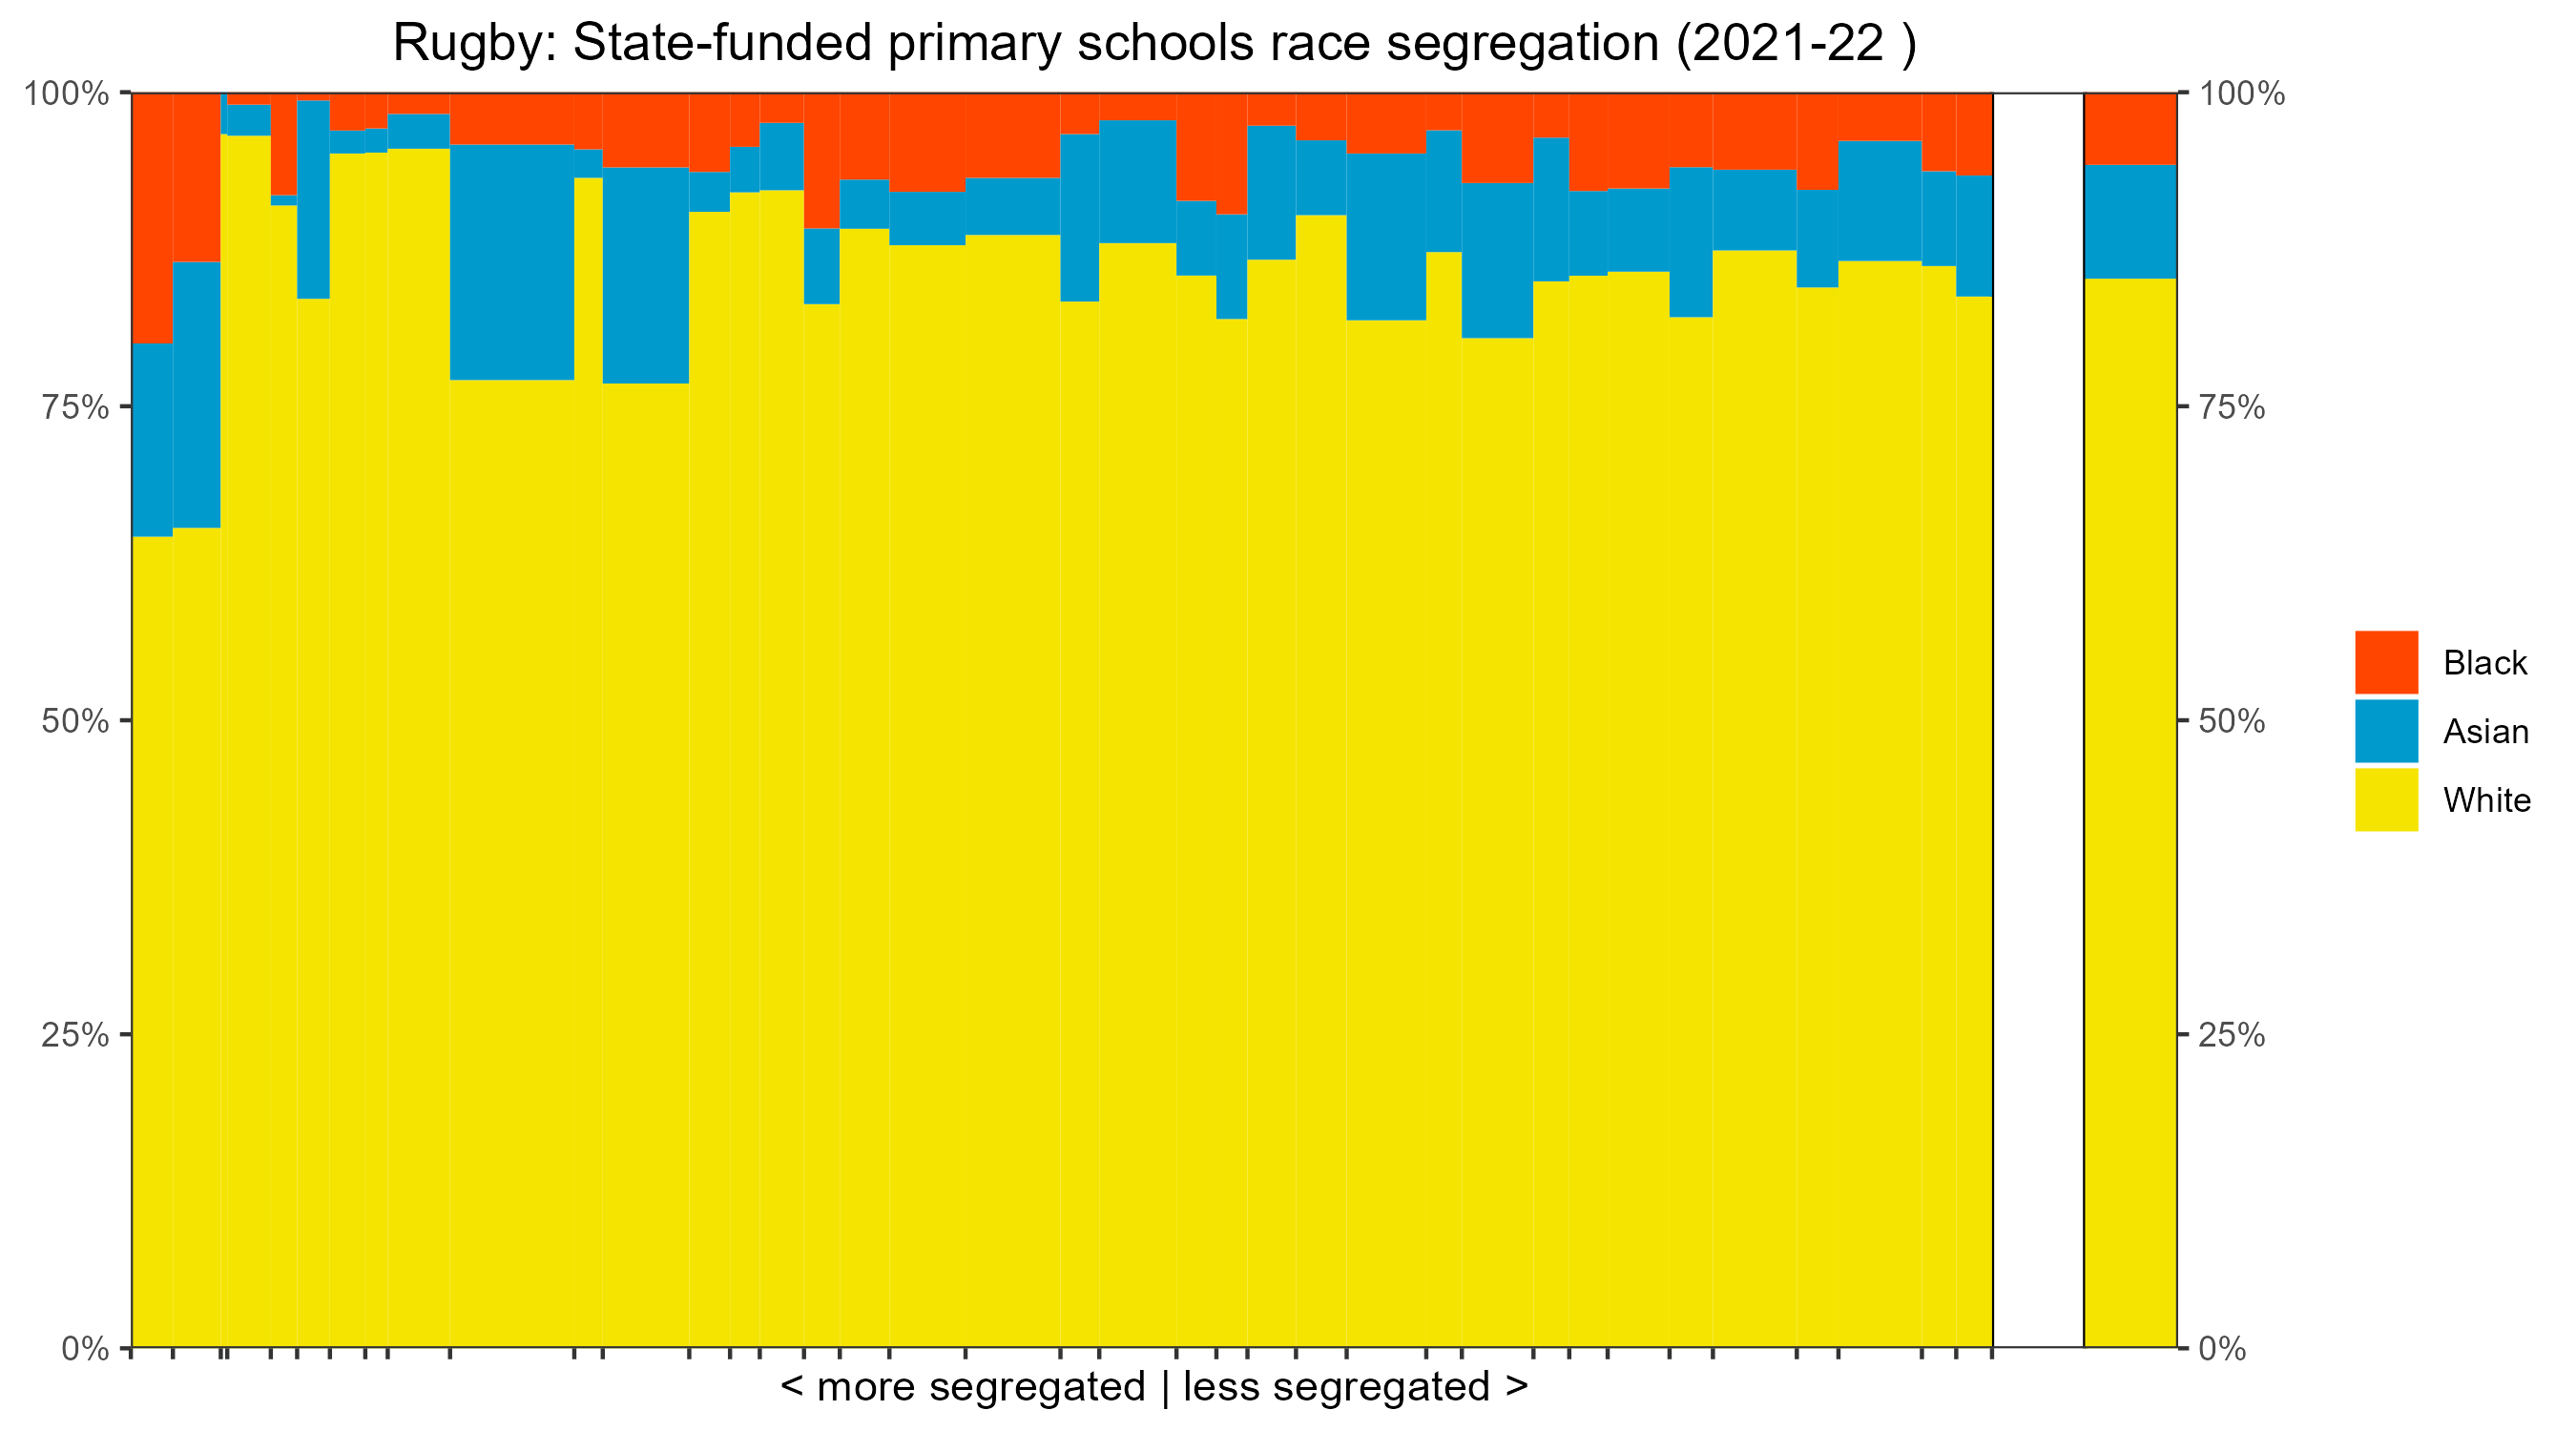 Rugby: State-funded primary schools race segregation (2021-22 )
100%
75%
50%
25%
0%
100%
75%
50%
25%
0%
Black
Asian
White
< more segregated | less segregated >